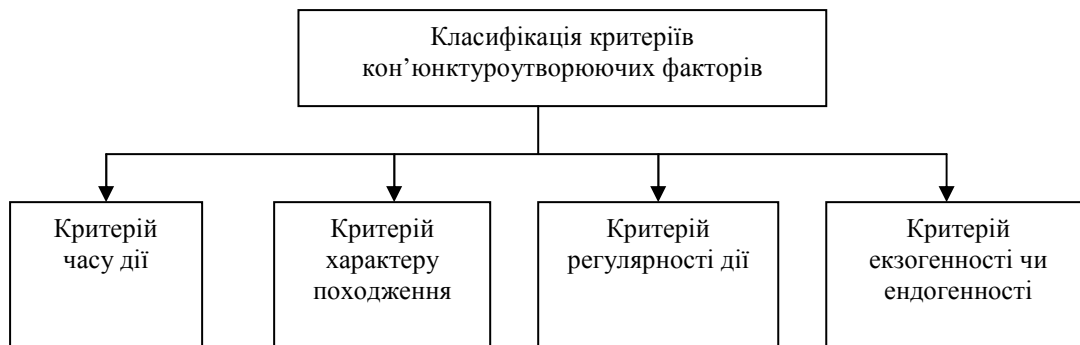 Класифікація критеріїв
кон’юнктуроутворюючих факторів
Критерій
часу дії
Критерій
характеру
походження
Критерій
регулярності дії
Критерій
екзогенності чи
ендогенності